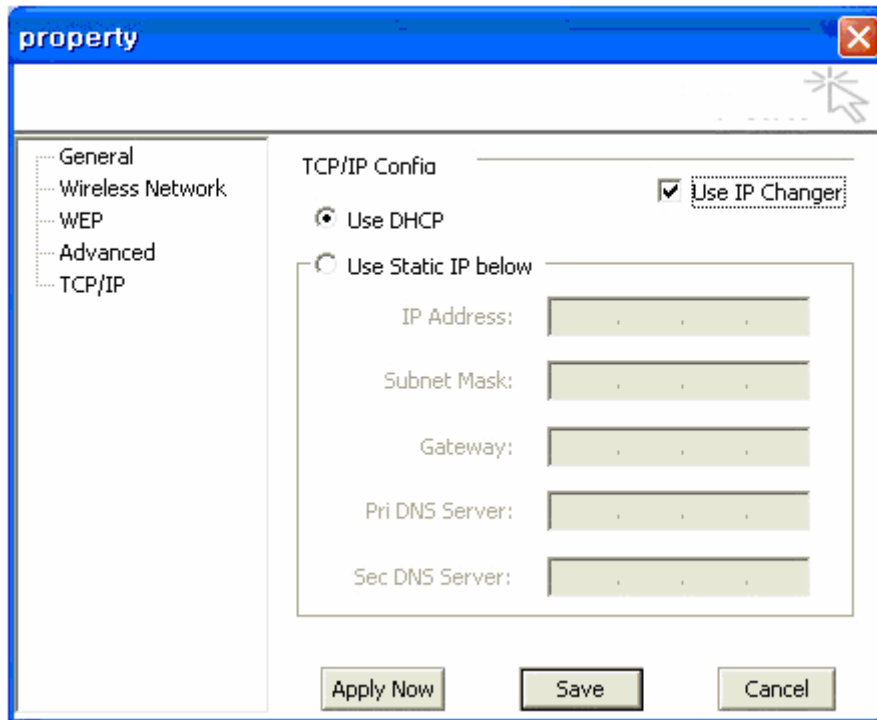 property
General
Wireless Network
WEP
Advanced
TCP/IP
TCP/IP Config
Use IP Changer
Use DHCP
Use Static IP below
IP Address:
Subnet Mask:
Gateway:
Pri DNS Server:
Sec DNS Server:
Apply Now
Save
Cancel